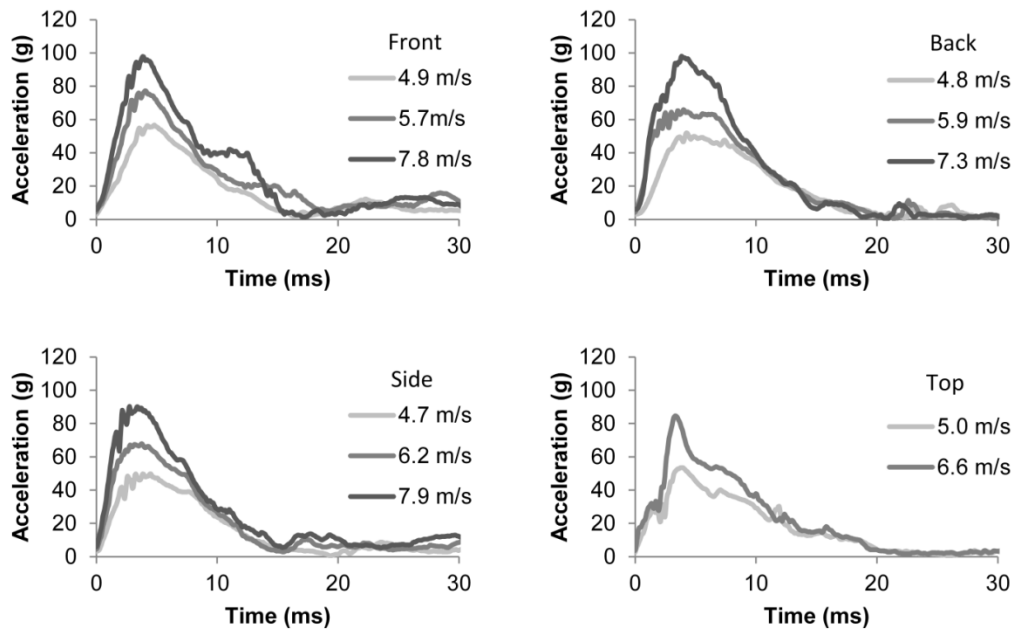 Front
Acceleration (g)
120
100
80
60
40
20
0
4.9 m/s
5.7m/s
7.8 m/s
0 10 20 30
Time (ms)
Back
Acceleration (g)
120
100
80
60
40
20
0
4.8 m/s
5.9 m/s
7.3 m/s
0 10 20 30
Time (ms)
Side
Acceleration (g)
120
100
80
60
40
20
0
4.7 m/s
6.2 m/s
7.9 m/s
0 10 20 30
Time (ms)
Top
Acceleration (g)
120
100
80
60
40
20
0
5.0 m/s
6.6 m/s
0 10 20 30
Time (ms)